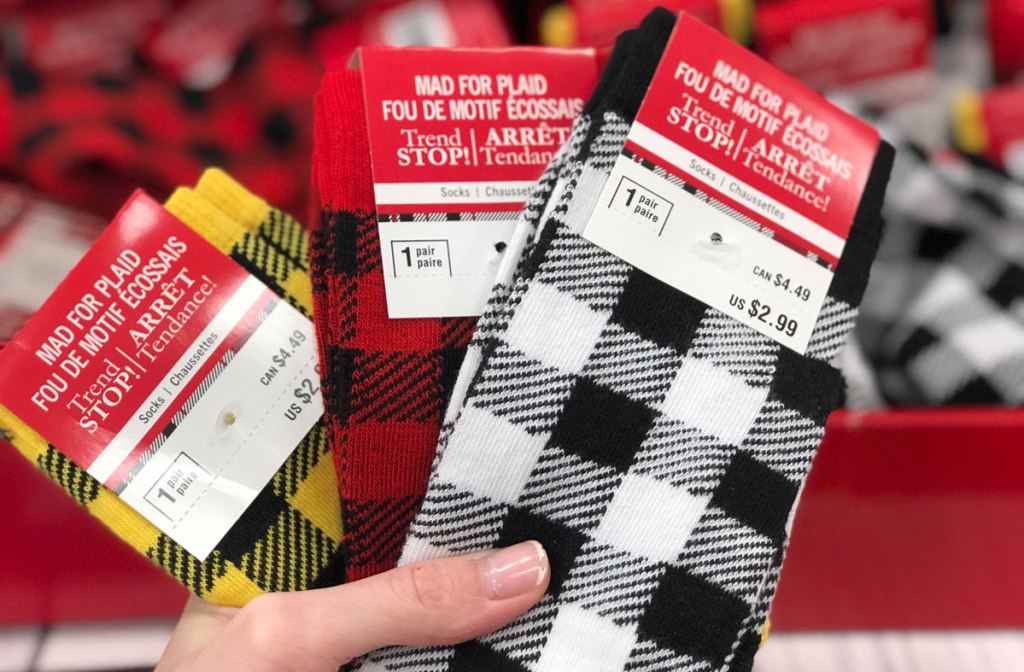 MAD FOR PLAID
FOU DE MOTIF ÉCOSSAIS
Trend | ARRÊT
STOP! | Tendance!
Socks | Chaussettes
CAN $4.49
US $2.
1 pair
paire
MAD FOR PLAID
FOU DE MOTIF ÉCOSSAIS
Trend | ARRÊT
STOP! | Tendan
Socks | Chausset
1 pair
paire
MAD FOR PLAID
FOU DE MOTIF ÉCOSSAIS
Trend | ARRÊT
STOP! | Tendance!
Socks | Chaussettes
1 pair
paire
CAN $4.49
US $2.99